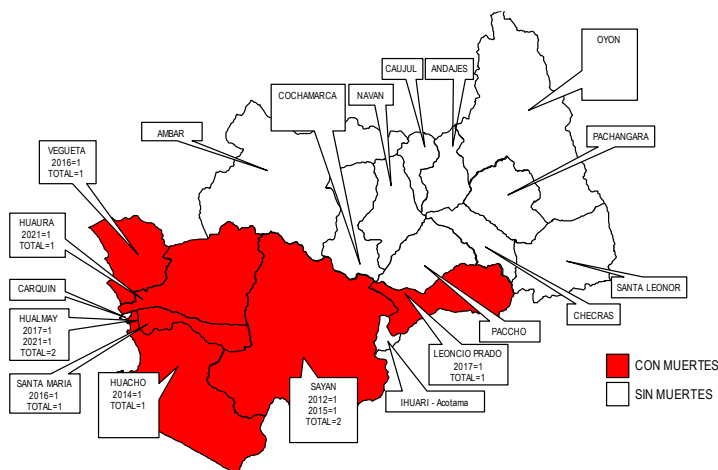 OYON
CAUJUL
ANDAJES
COCHAMARCA
NAVAN
AMBAR
PACHANGARA
VEGUETA
2016=1
TOTAL=1
HUAURA
2021=1
TOTAL=1
CARQUIN
SANTA LEONOR
HUALMAY
2017=1
2021=1
TOTAL=2
CHECRAS
PACCHO
LEONCIO PRADO
2017=1
TOTAL=1
SANTA MARIA
2016=1
TOTAL=1
HUACHO
2014=1
TOTAL=1
SAYAN
2012=1
2015=1
TOTAL=2
IHUARI - Acotama
CON MUERTES
SIN MUERTES